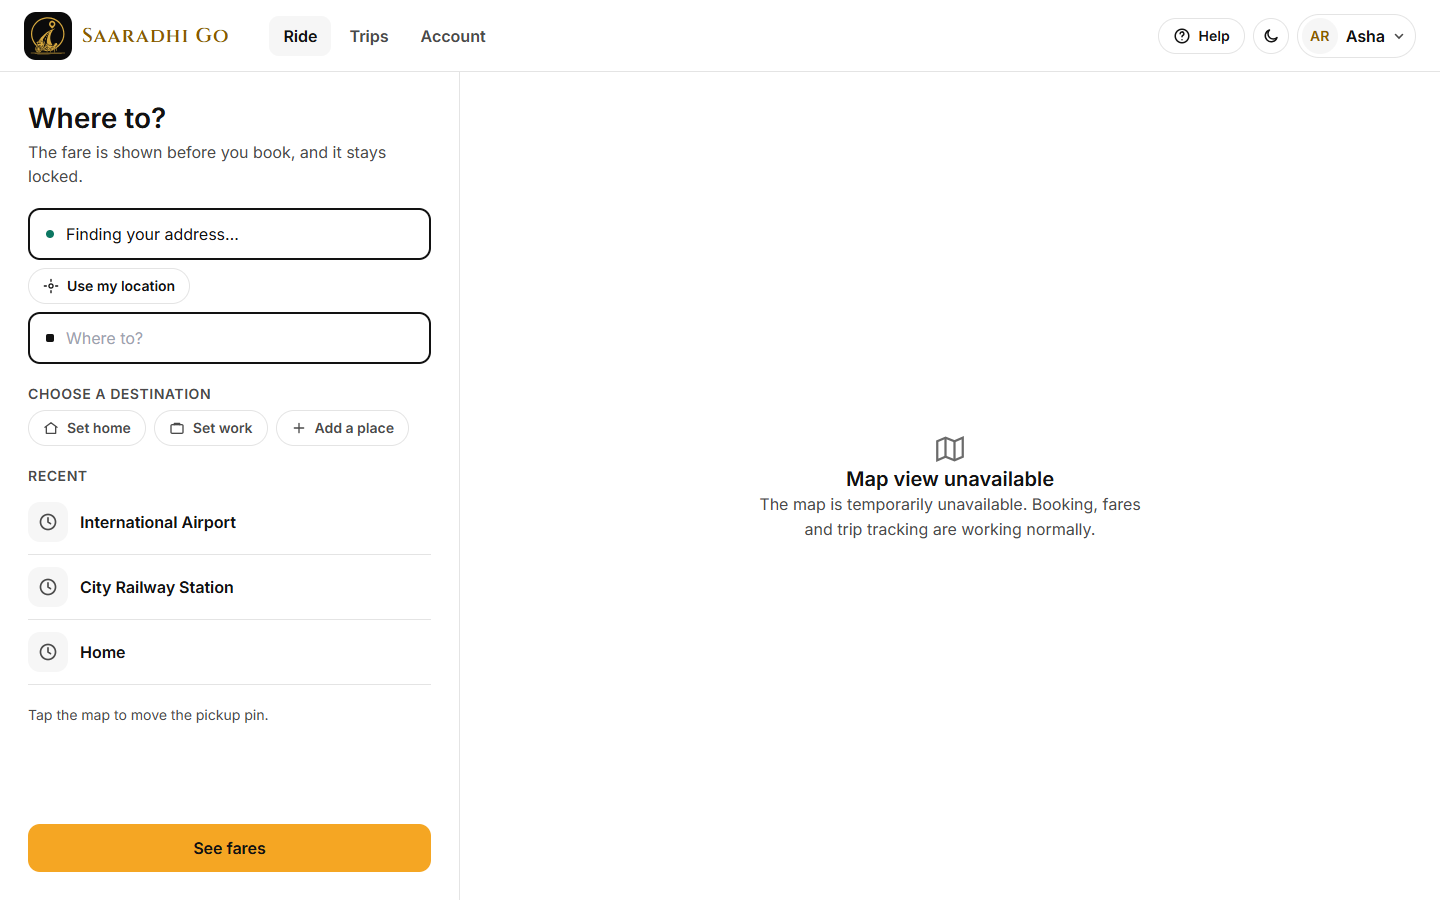 SAARADHI GO
Ride
Trips
Account
Help
AR
Asha
Where to?
The fare is shown before you book, and it stays
locked.
Finding your address...
Use my location
Where to?
CHOOSE A DESTINATION
Set home
Set work
Add a place
RECENT
International Airport
City Railway Station
Home
Tap the map to move the pickup pin.
See fares
Map view unavailable
The map is temporarily unavailable. Booking, fares
and trip tracking are working normally.